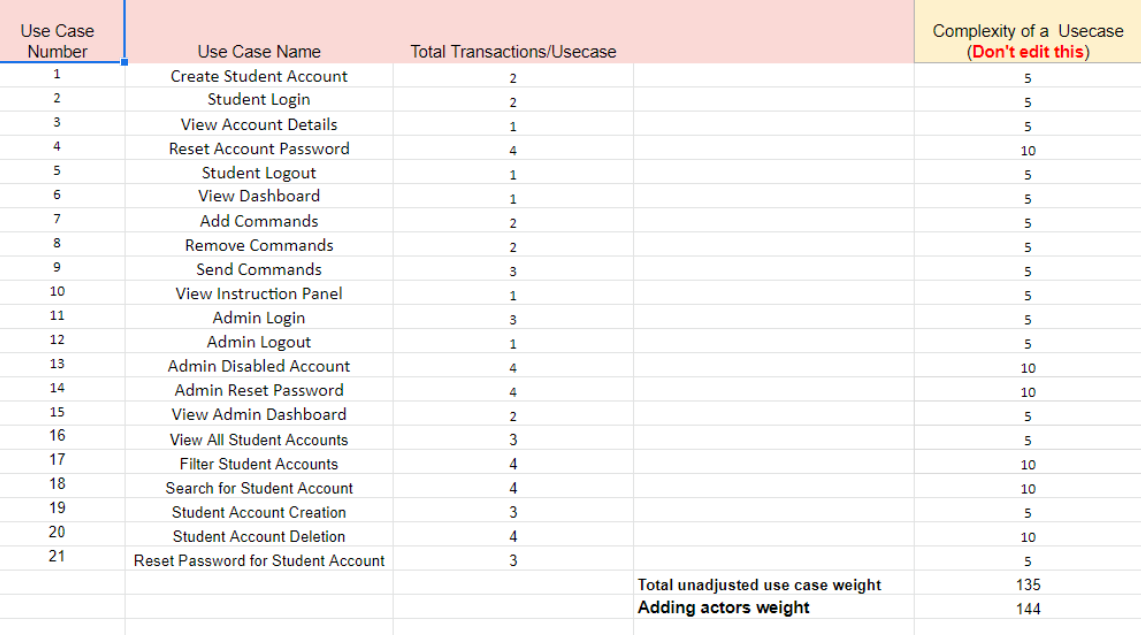 Use Case Number Use Case Name Total Transactions/Usecase Complexity of a Usecase (Don't edit this)
1 Create Student Account 2 5
2 Student Login 2 5
3 View Account Details 1 5
4 Reset Account Password 4 10
5 Student Logout 1 5
6 View Dashboard 1 5
7 Add Commands 2 5
8 Remove Commands 2 5
9 Send Commands 3 5
10 View Instruction Panel 1 5
11 Admin Login 3 5
12 Admin Logout 1 5
13 Admin Disabled Account 4 10
14 Admin Reset Password 4 10
15 View Admin Dashboard 2 5
16 View All Student Accounts 3 5
17 Filter Student Accounts 4 10
18 Search for Student Account 4 10
19 Student Account Creation 3 5
20 Student Account Deletion 4 10
21 Reset Password for Student Account 3 5
Total unadjusted use case weight 135
Adding actors weight 144